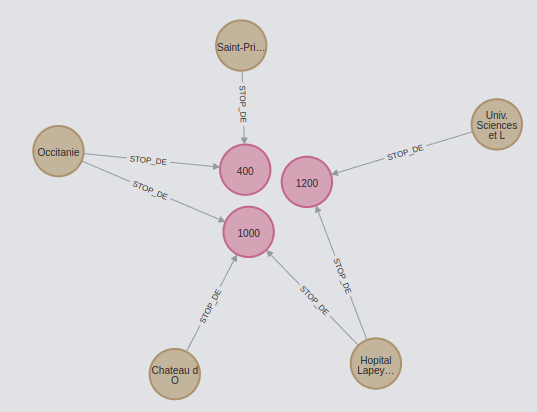 Saint-Pri…
STOP_DE
Univ.
Sciences
et L
Occitanie
STOP_DE
STOP_DE
400
1200
STOP_DE
1000
STOP_DE
STOP_DE
STOP_DE
Chateau d
O
Hopital
Lapey…